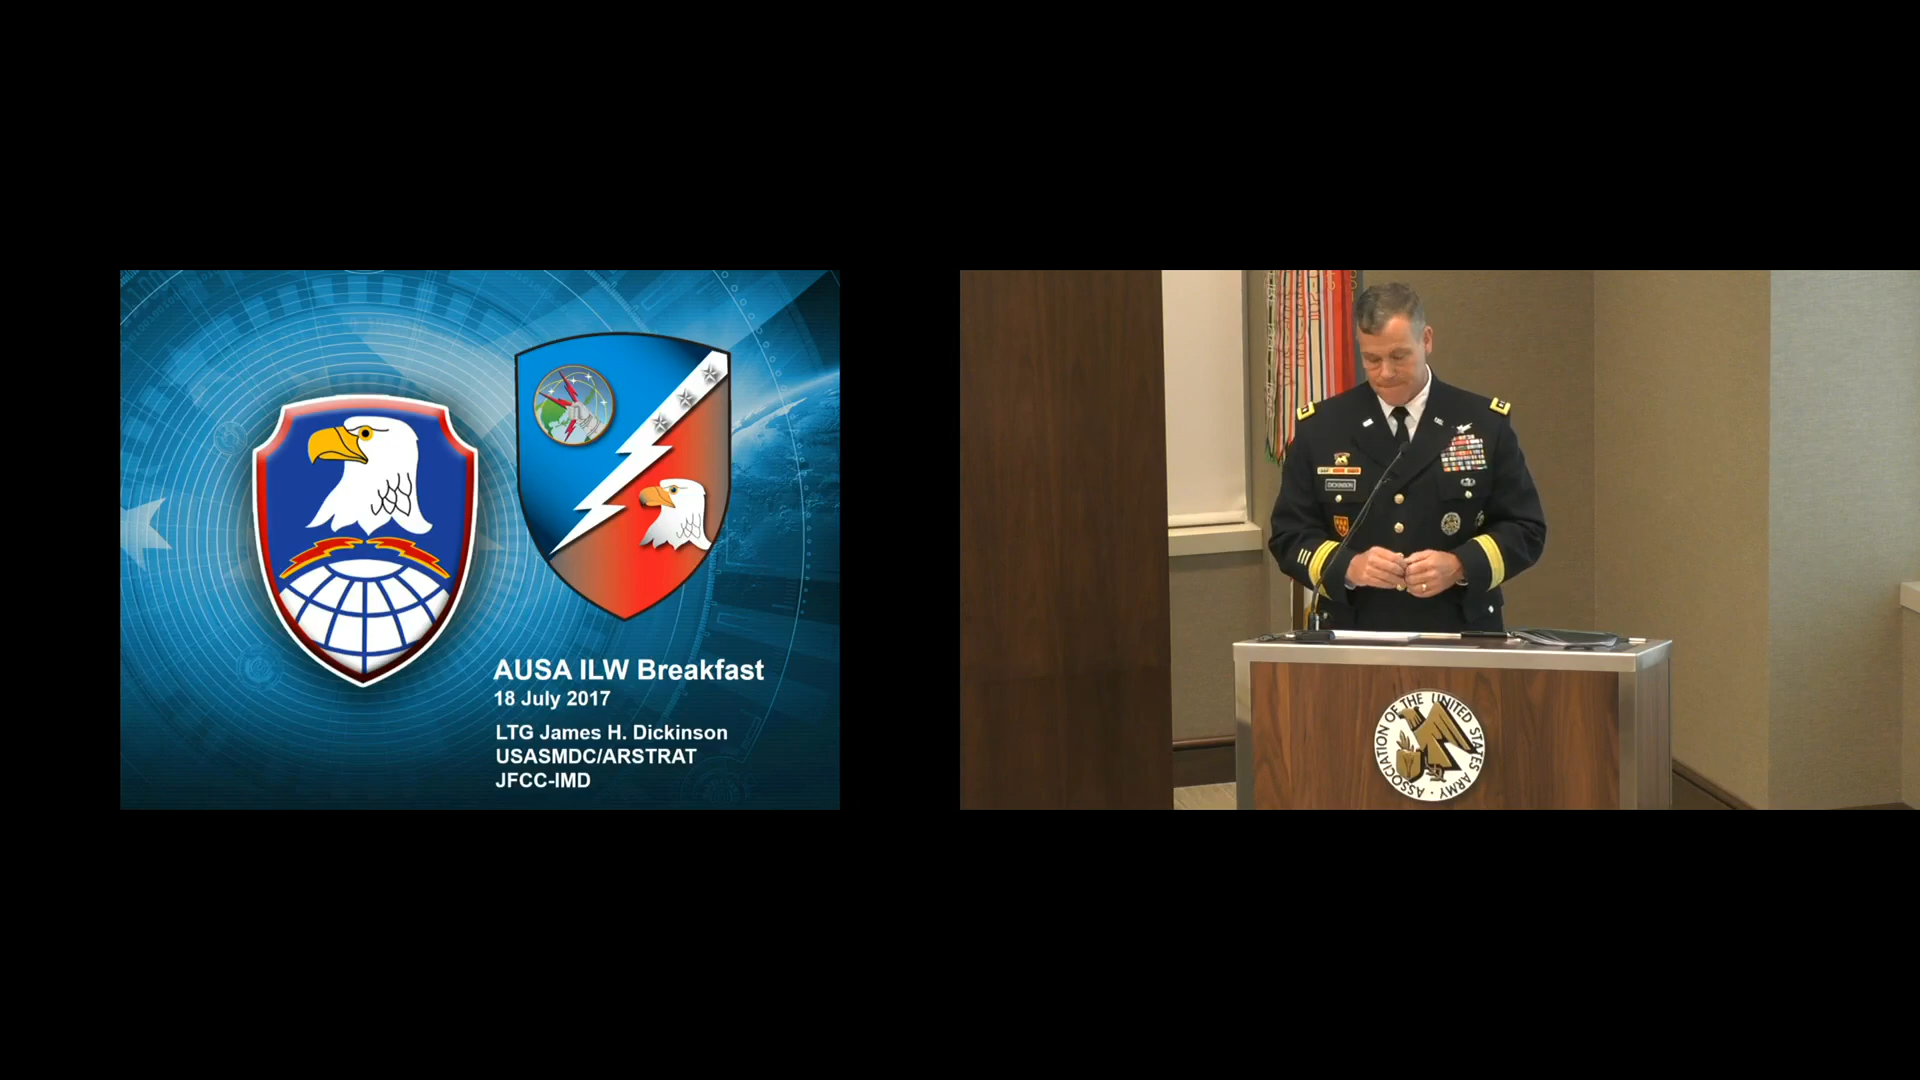 AUSA ILW Breakfast
18 July 2017
LTG James H. Dickinson
USASMDC/ARSTRAT
JFCC-IMD
DICKINSON
ASSOCIATION OF THE UNITED STATES ARMY